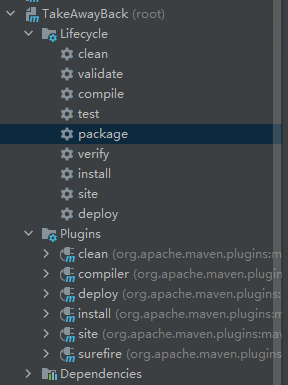 TakeAwayBack (root)
Lifecycle
clean
validate
compile
test
package
verify
install
site
deploy
Plugins
clean (org.apache.maven.plugins:m
compiler (org.apache.maven.plugin
deploy (org.apache.maven.plugins:
install (org.apache.maven.plugins:
site (org.apache.maven.plugins:ma
surefire (org.apache.maven.plugins
Dependencies